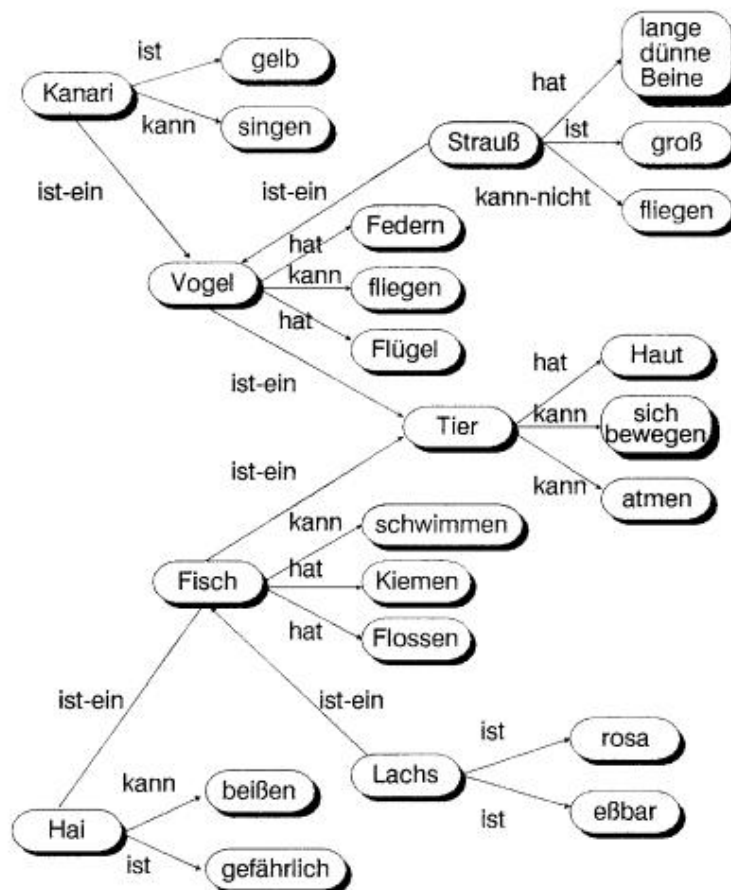 lange
dünne
Beine
ist
gelb
hat
Kanari
kann
singen
Strauß
ist
groß
ist-ein
ist-ein
kann-nicht
fliegen
Federn
hat
Vogel
kann
fliegen
hat
Flügel
hat
Haut
ist-ein
Tier
kann
sich
bewegen
ist-ein
kann
atmen
kann
schwimmen
Fisch
hat
Kiemen
hat
Flossen
ist-ein
ist-ein
ist
rosa
kann
beißen
Lachs
Hai
ist
eßbar
ist
gefährlich